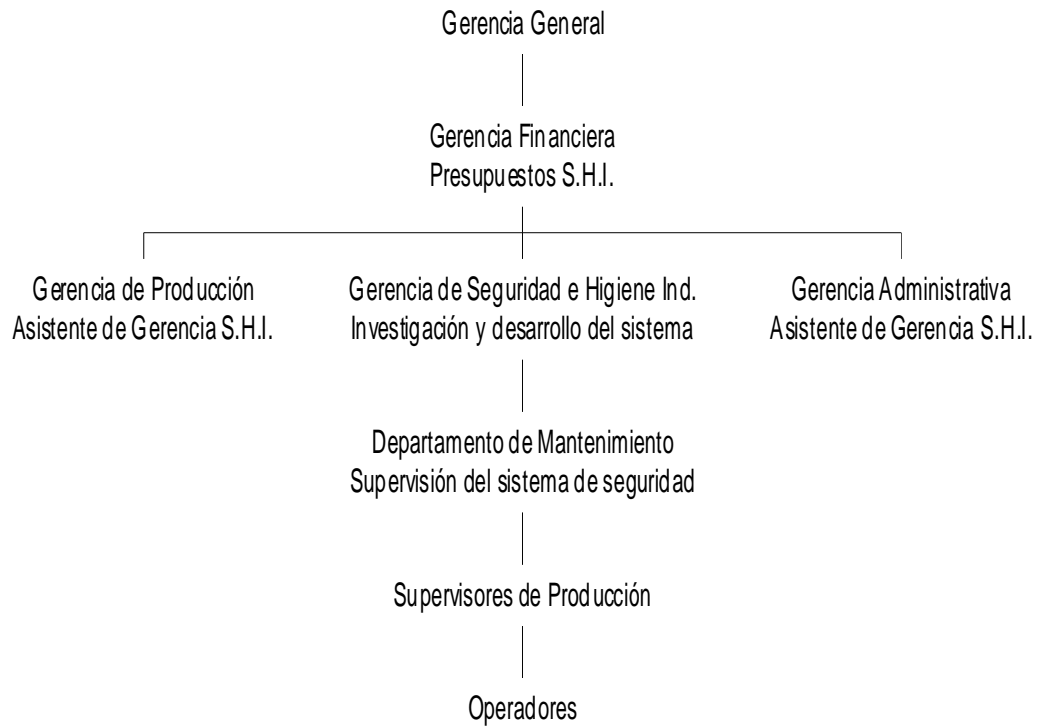 Gerencia General
Gerencia Financiera
Presupuestos S.H.I.
Gerencia de Producción
Asistente de Gerencia S.H.I.
Gerencia de Seguridad e Higiene Ind.
Investigación y desarrollo del sistema
Gerencia Administrativa
Asistente de Gerencia S.H.I.
Departamento de Mantenimiento
Supervisión del sistema de seguridad
Supervisores de Producción
Operadores